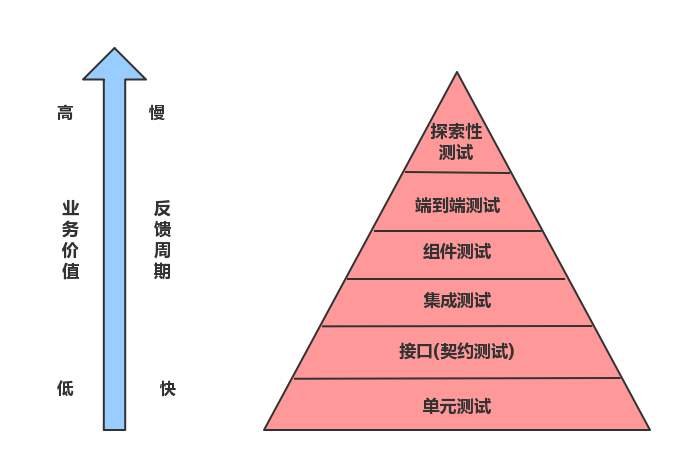 高
慢
业务价值
反馈周期
低
快
探索性
测试
端到端测试
组件测试
集成测试
接口(契约测试)
单元测试